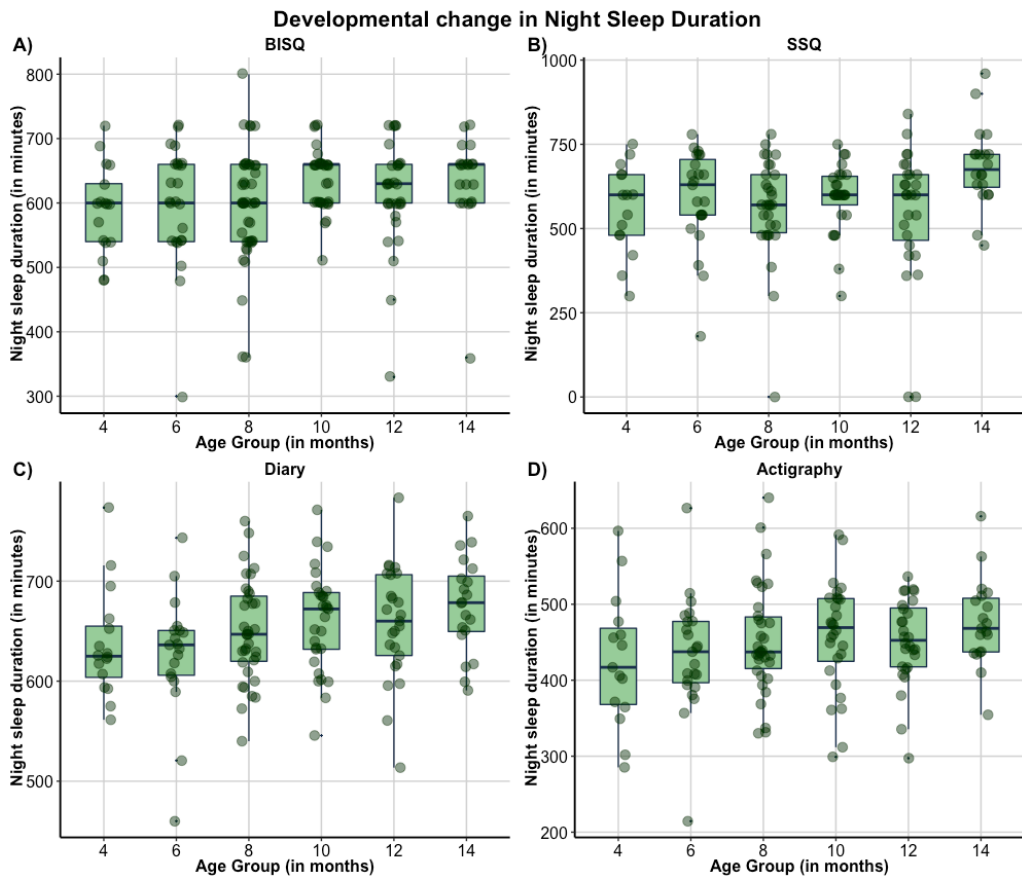 Developmental change in Night Sleep Duration
A)
BISQ
Night sleep duration (in minutes)
800
700
600
500
400
300
4 6 8 10 12 14
Age Group (in months)
B)
SSQ
Night sleep duration (in minutes)
1000
750
500
250
0
4 6 8 10 12 14
Age Group (in months)
C)
Diary
Night sleep duration (in minutes)
700
600
500
4 6 8 10 12 14
Age Group (in months)
D)
Actigraphy
Night sleep duration (in minutes)
600
500
400
300
200
4 6 8 10 12 14
Age Group (in months)